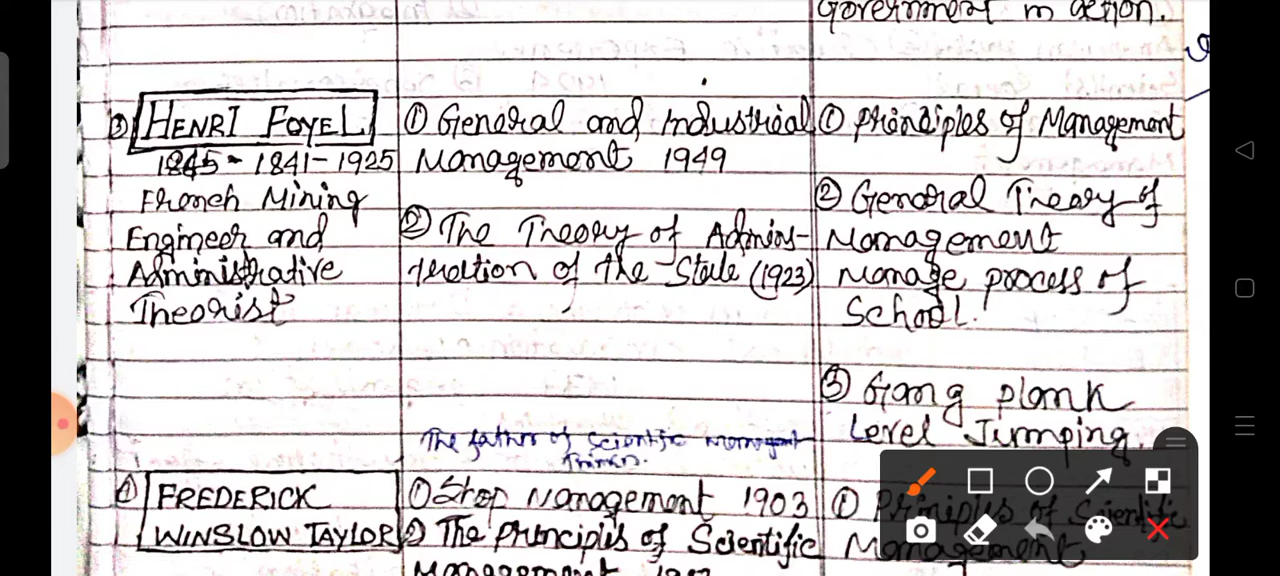 Government in action.
③ HENRI FOYEL
1845 - 1841-1925
French Mining
Engineer and
Administrative
Theorist
① General and Industrial
Management 1949
② The Theory of Adminis-
tration of the State (1923)
① Principles of Management
② General Theory of
Management
Manage process of
School.
③ Gang plank
Level Jumping.
The father of Scientific Management
④ FREDERICK
WINSLOW TAYLOR
① Shop Management 1903
② The Principles of Scientific
Management
① Principles of Scientific
Management